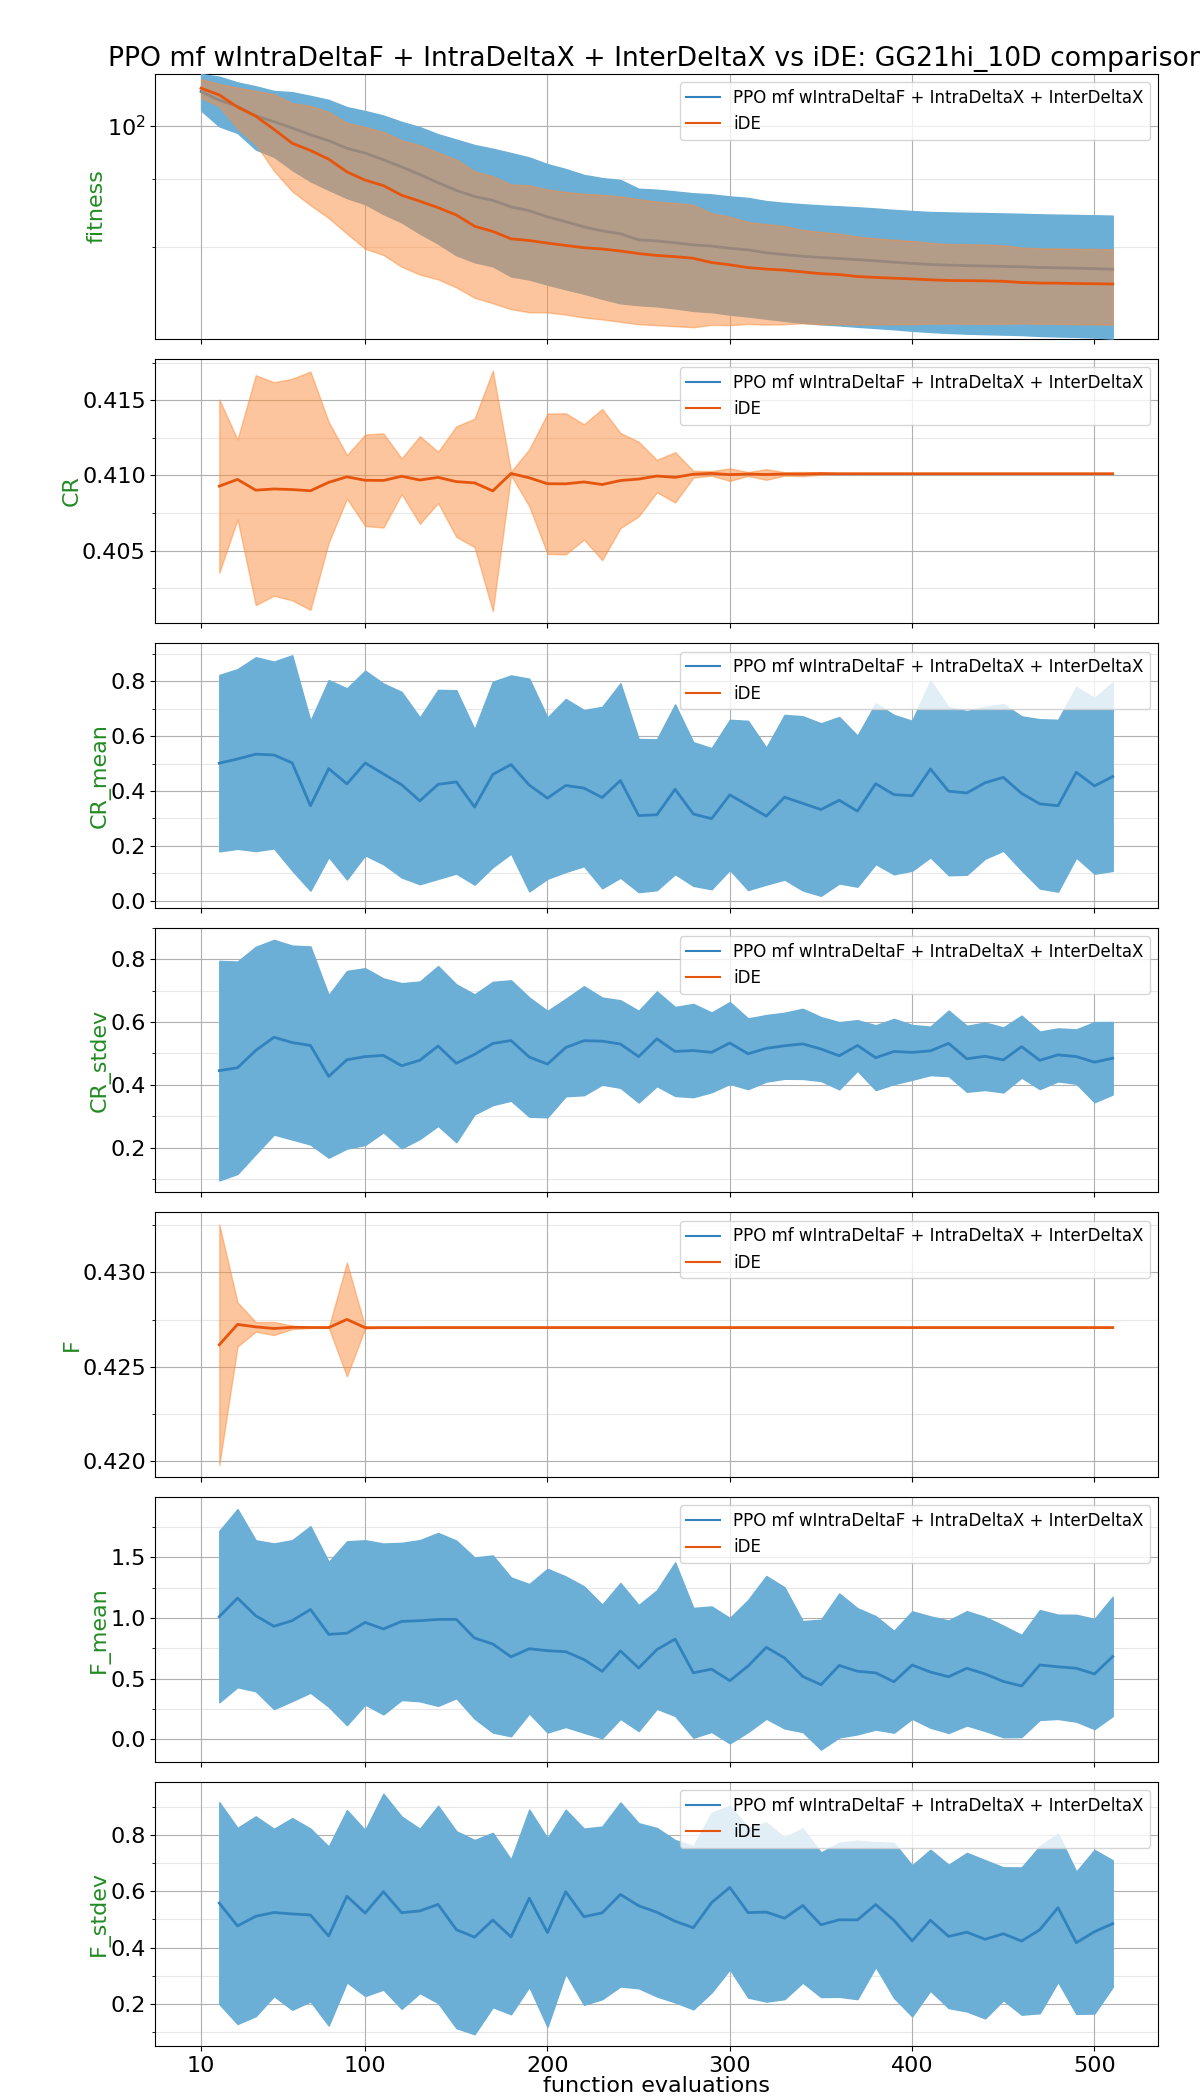 PPO mf wIntraDeltaF + IntraDeltaX + InterDeltaX vs iDE: GG21hi_10D comparison
PPO mf wIntraDeltaF + IntraDeltaX + InterDeltaX
iDE
10²
fitness
PPO mf wIntraDeltaF + IntraDeltaX + InterDeltaX
iDE
0.415
0.410
0.405
CR
PPO mf wIntraDeltaF + IntraDeltaX + InterDeltaX
iDE
0.8
0.6
0.4
0.2
0.0
CR_mean
PPO mf wIntraDeltaF + IntraDeltaX + InterDeltaX
iDE
0.8
0.6
0.4
0.2
CR_stdev
PPO mf wIntraDeltaF + IntraDeltaX + InterDeltaX
iDE
0.430
0.425
0.420
F
PPO mf wIntraDeltaF + IntraDeltaX + InterDeltaX
iDE
1.5
1.0
0.5
0.0
F_mean
PPO mf wIntraDeltaF + IntraDeltaX + InterDeltaX
iDE
0.8
0.6
0.4
0.2
F_stdev
10 100 200 300 400 500
function evaluations